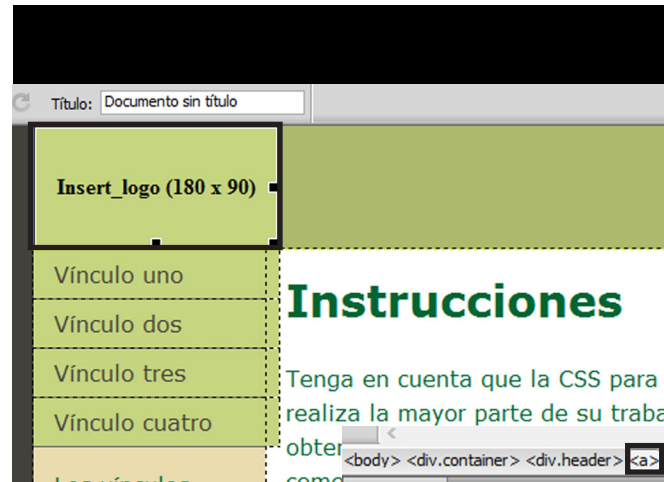 Título: Documento sin título
Insert_logo (180 x 90)
Vínculo uno
Vínculo dos
Vínculo tres
Vínculo cuatro
Instrucciones
Tenga en cuenta que la CSS para
realiza la mayor parte de su traba
<body> <div.container> <div.header> <a>